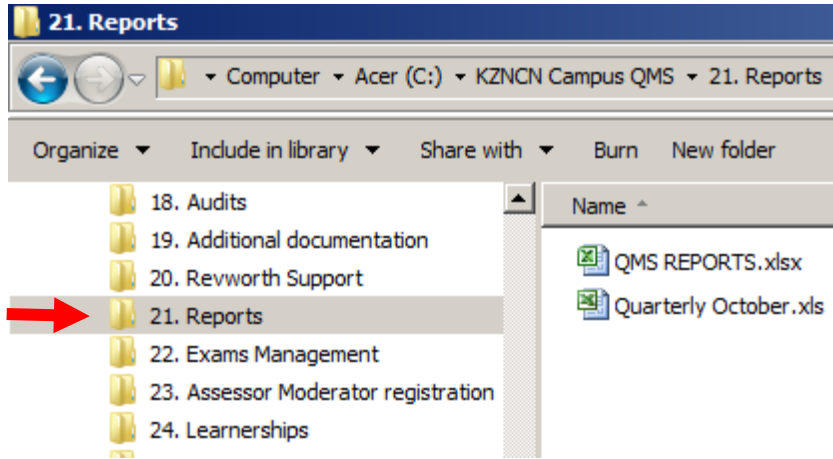 21. Reports
Computer Acer (C:) KZNCN Campus QMS 21. Reports
Organize Include in library Share with Burn New folder
18. Audits
19. Additional documentation
20. Revworth Support
21. Reports
22. Exams Management
23. Assessor Moderator registration
24. Learnerships
Name
QMS REPORTS.xlsx
Quarterly October.xls